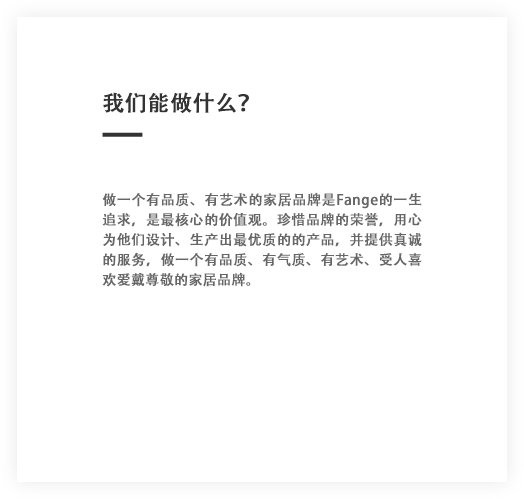 我们能做什么？
做一个有品质、有艺术的家居品牌是Fange的一生
追求，是最核心的价值观。珍惜品牌的荣誉，用心
为他们设计、生产出最优质的的产品，并提供真诚
的服务，做一个有品质、有气质、有艺术、受人喜
欢爱戴尊敬的家居品牌。